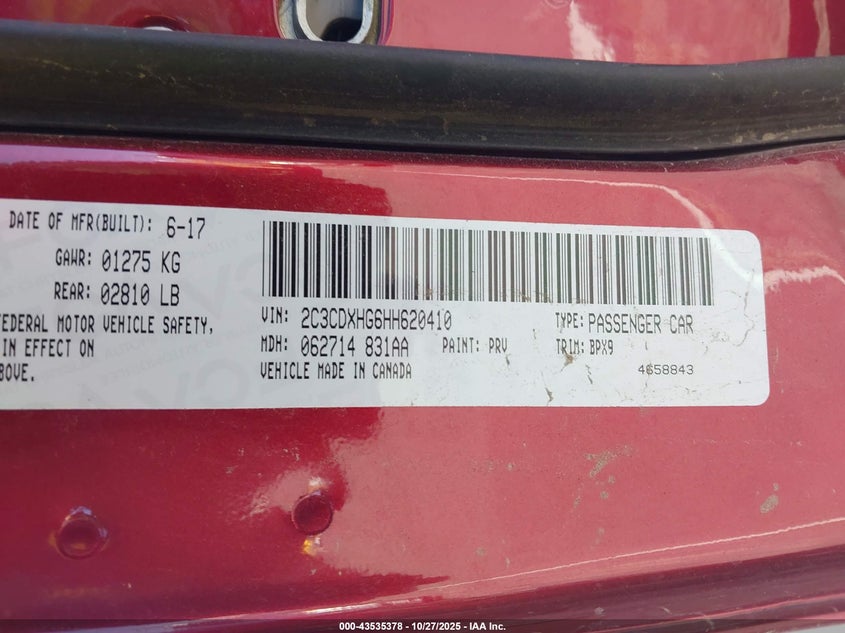 DATE OF MFR(BUILT): 6-17
GAWR: 01275 KG
REAR: 02810 LB
FEDERAL MOTOR VEHICLE SAFETY,
IN EFFECT ON
BOVE.
VIN: 2C3CDXHG6HH620410 TYPE: PASSENGER CAR
MDH: 062714 831AA PAINT: PRV TRIM: BPX9
VEHICLE MADE IN CANADA 4658843
000-43535378 | 10/27/2025 - IAA Inc.